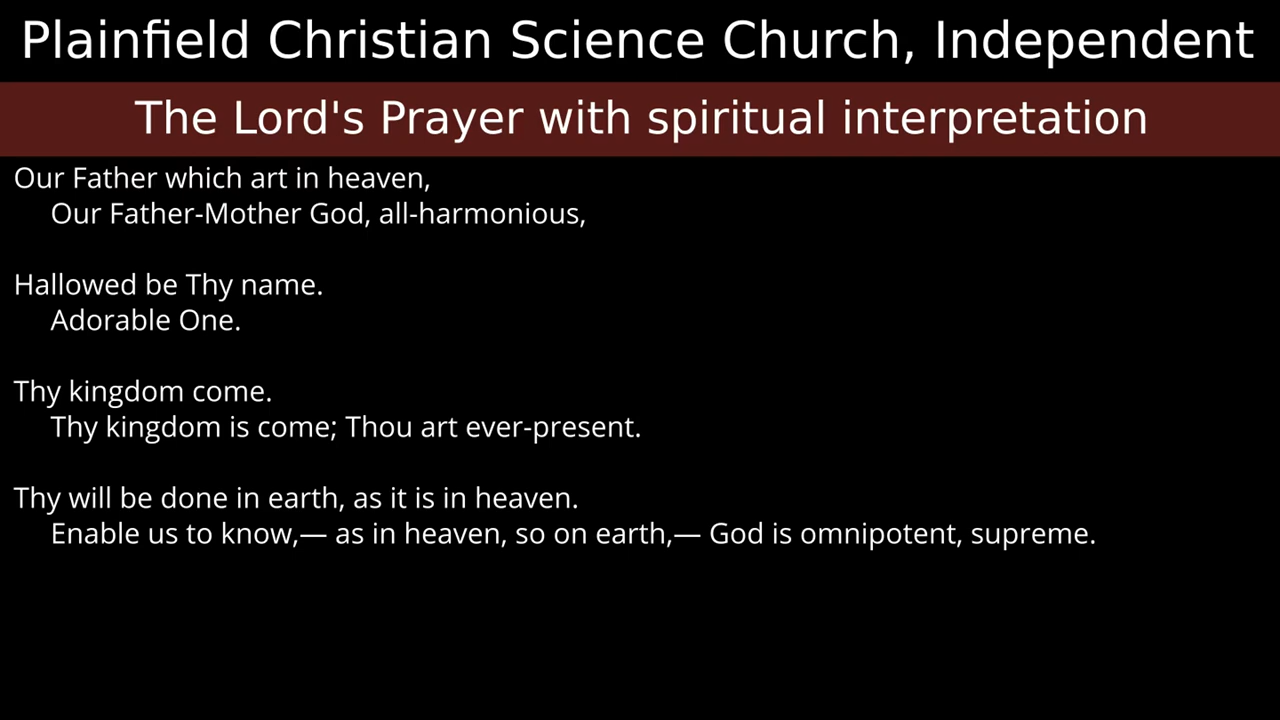 Plainfield Christian Science Church, Independent
The Lord's Prayer with spiritual interpretation
Our Father which art in heaven,
Our Father-Mother God, all-harmonious,
Hallowed be Thy name.
Adorable One.
Thy kingdom come.
Thy kingdom is come; Thou art ever-present.
Thy will be done in earth, as it is in heaven.
Enable us to know,— as in heaven, so on earth,— God is omnipotent, supreme.